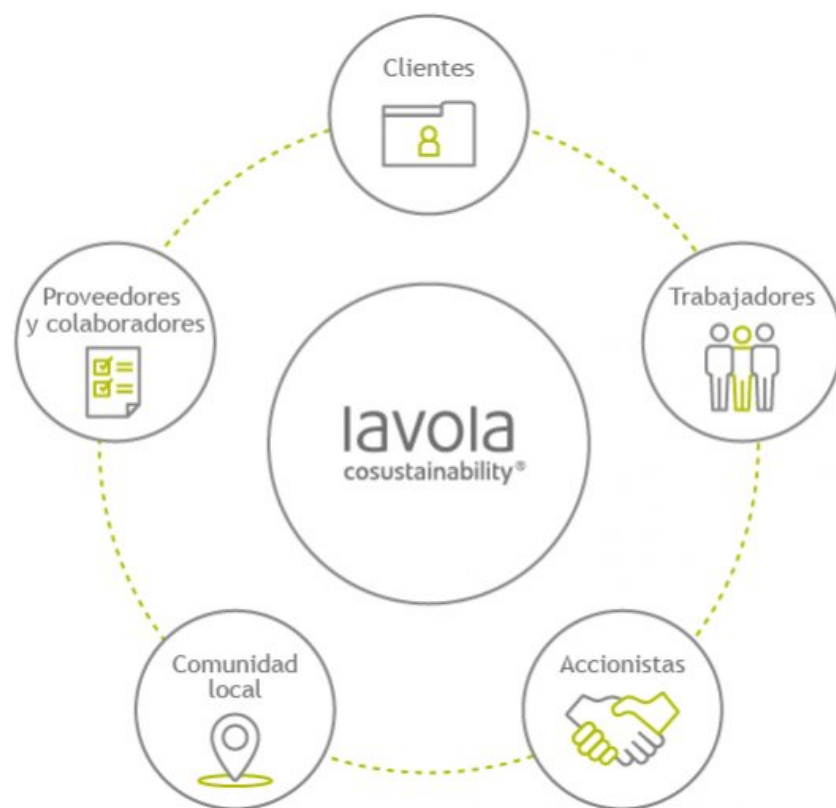 Clientes
Proveedores
y colaboradores
Trabajadores
lavola
cosustainability®
Comunidad
local
Accionistas